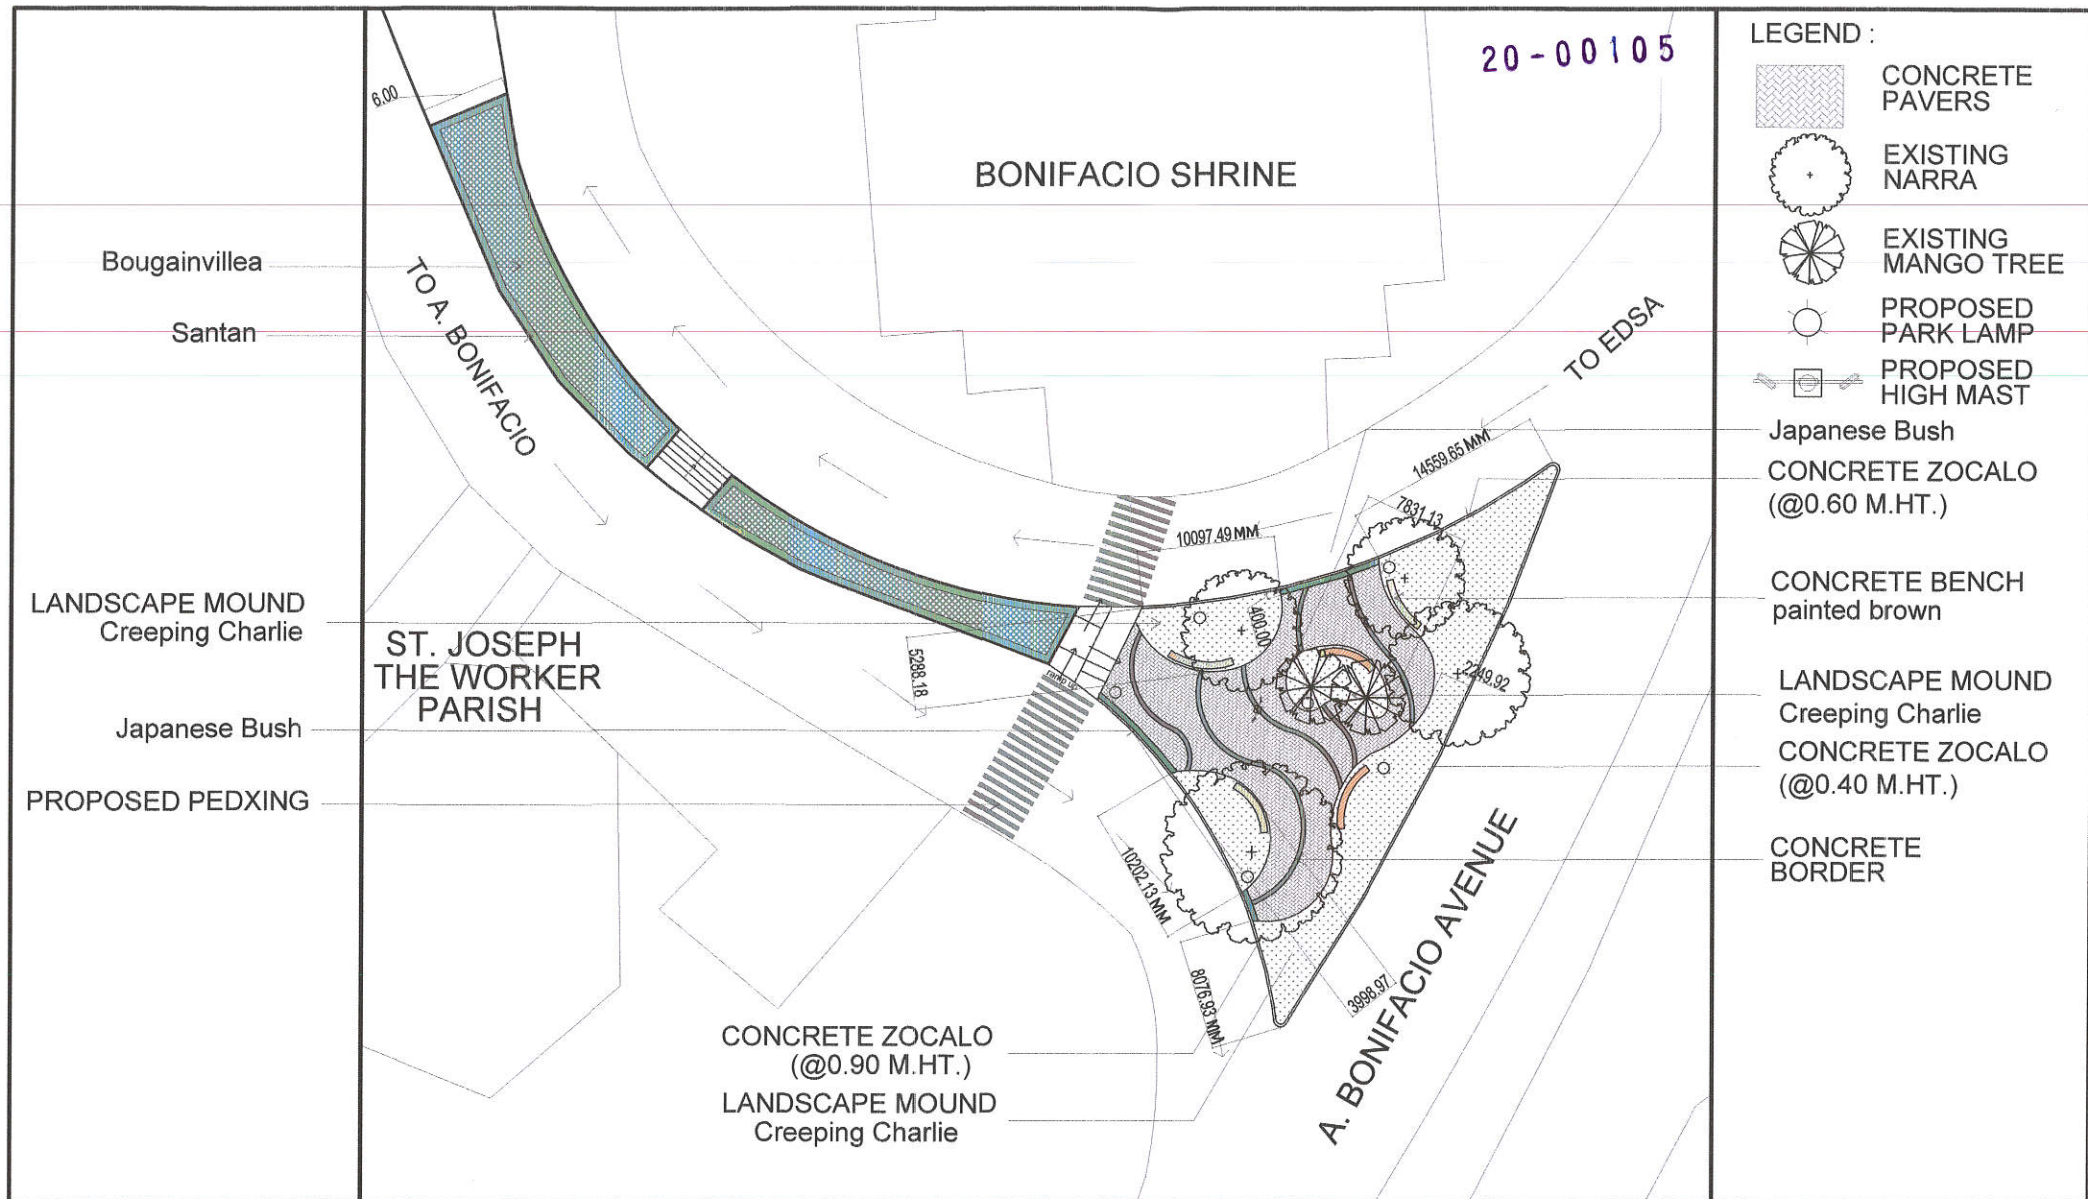 20-00105
LEGEND :
CONCRETE
PAVERS
EXISTING
NARRA
EXISTING
MANGO TREE
PROPOSED
PARK LAMP
PROPOSED
HIGH MAST
Japanese Bush
CONCRETE ZOCALO
(@0.60 M.HT.)
CONCRETE BENCH
painted brown
LANDSCAPE MOUND
Creeping Charlie
CONCRETE ZOCALO
(@0.40 M.HT.)
CONCRETE
BORDER
Bougainvillea
Santan
LANDSCAPE MOUND
Creeping Charlie
Japanese Bush
PROPOSED PEDXING
6.00
BONIFACIO SHRINE
TO A. BONIFACIO
TO EDSA
14559.65 MM
7831.13
10097.49 MM
400.00
2249.92
5288.18
ramp up
ST. JOSEPH
THE WORKER
PARISH
10202.13 MM
8076.93 MM
3998.97
A. BONIFACIO AVENUE
CONCRETE ZOCALO
(@0.90 M.HT.)
LANDSCAPE MOUND
Creeping Charlie